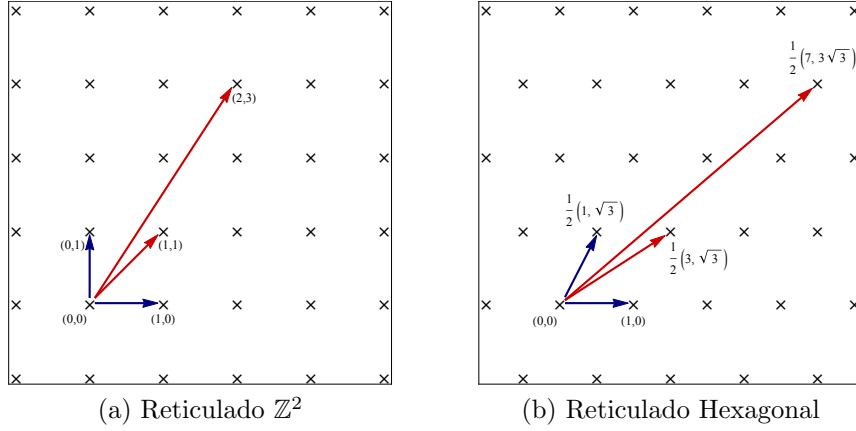 (2,3)
(0,1)
(1,1)
(0,0)
(1,0)
(a) Reticulado ℤ²
1/2 (7, 3√3)
1/2 (1, √3)
1/2 (3, √3)
(0,0)
(1,0)
(b) Reticulado Hexagonal